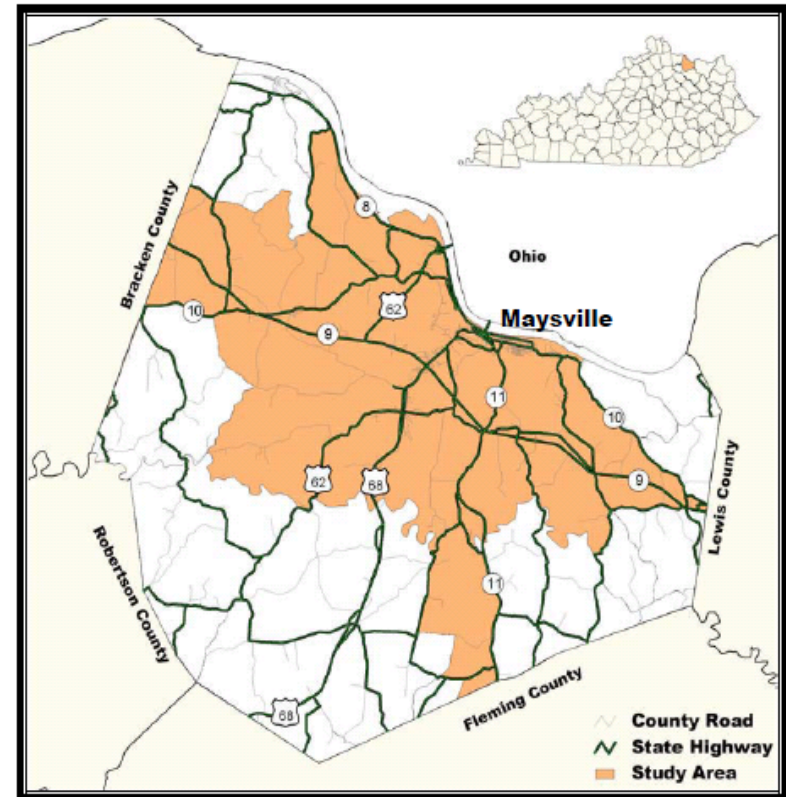 8
Ohio
Bracken County
62
Maysville
10
9
11
10
62
68
9
Lewis County
Robertson County
11
Fleming County
68
County Road
State Highway
Study Area